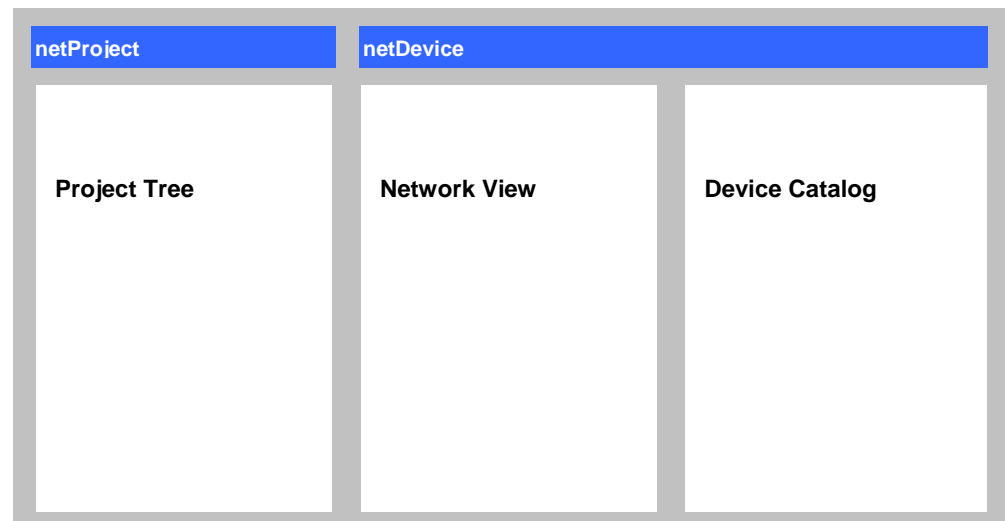 netProject
netDevice
Project Tree
Network View
Device Catalog